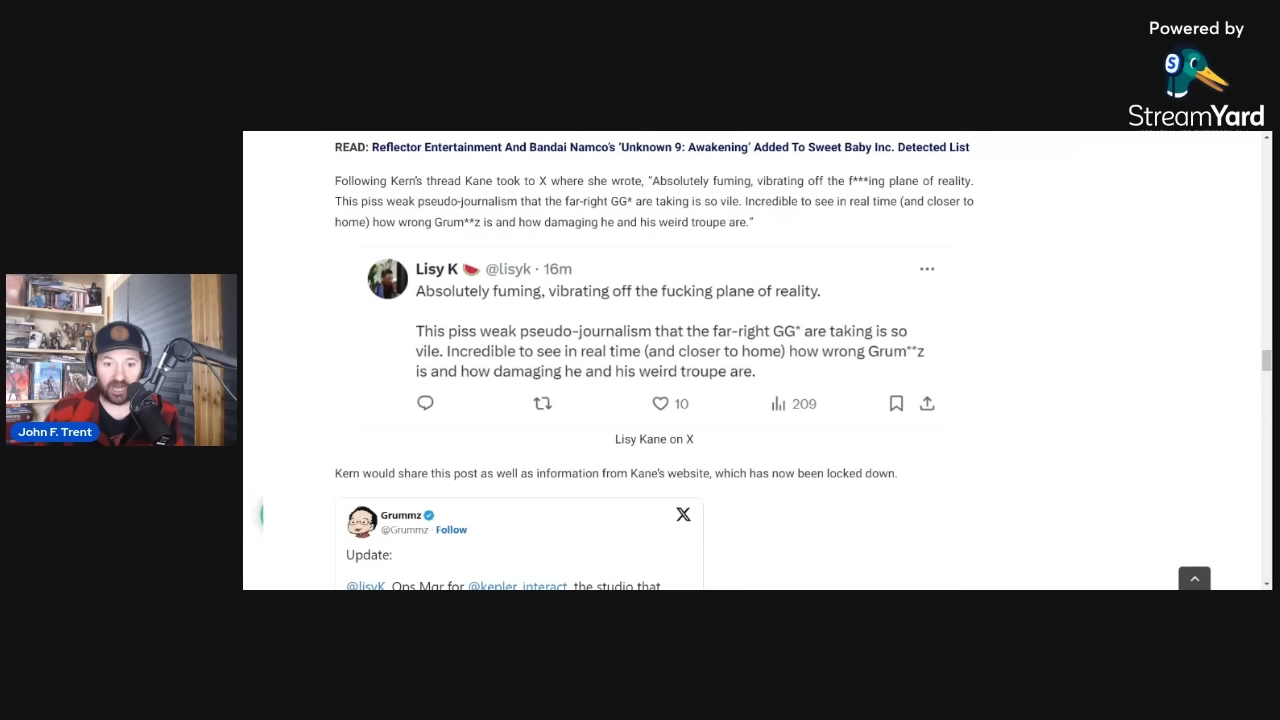 Powered by
S
StreamYard
READ: Reflector Entertainment And Bandai Namco's 'Unknown 9: Awakening' Added To Sweet Baby Inc. Detected List
Following Kern's thread Kane took to X where she wrote, "Absolutely fuming, vibrating off the f***ing plane of reality.
This piss weak pseudo-journalism that the far-right GG* are taking is so vile. Incredible to see in real time (and closer to
home) how wrong Grum**z is and how damaging he and his weird troupe are."
Lisy K 🍉 @lisyk · 16m
Absolutely fuming, vibrating off the fucking plane of reality.
This piss weak pseudo-journalism that the far-right GG* are taking is so
vile. Incredible to see in real time (and closer to home) how wrong Grum**z
is and how damaging he and his weird troupe are.
10 209
Lisy Kane on X
Kern would share this post as well as information from Kane's website, which has now been locked down.
Grummz
@Grummz · Follow
Update:
@lisyK, Ops Mgr for @kepler_interact, the studio that
John F. Trent